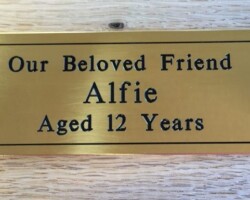 Our Beloved Friend
Alfie
Aged 12 Years